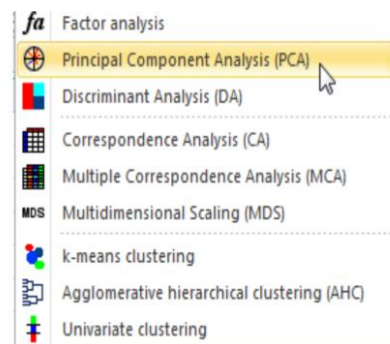 fa Factor analysis
Principal Component Analysis (PCA)
Discriminant Analysis (DA)
Correspondence Analysis (CA)
Multiple Correspondence Analysis (MCA)
MDS Multidimensional Scaling (MDS)
k-means clustering
Agglomerative hierarchical clustering (AHC)
Univariate clustering